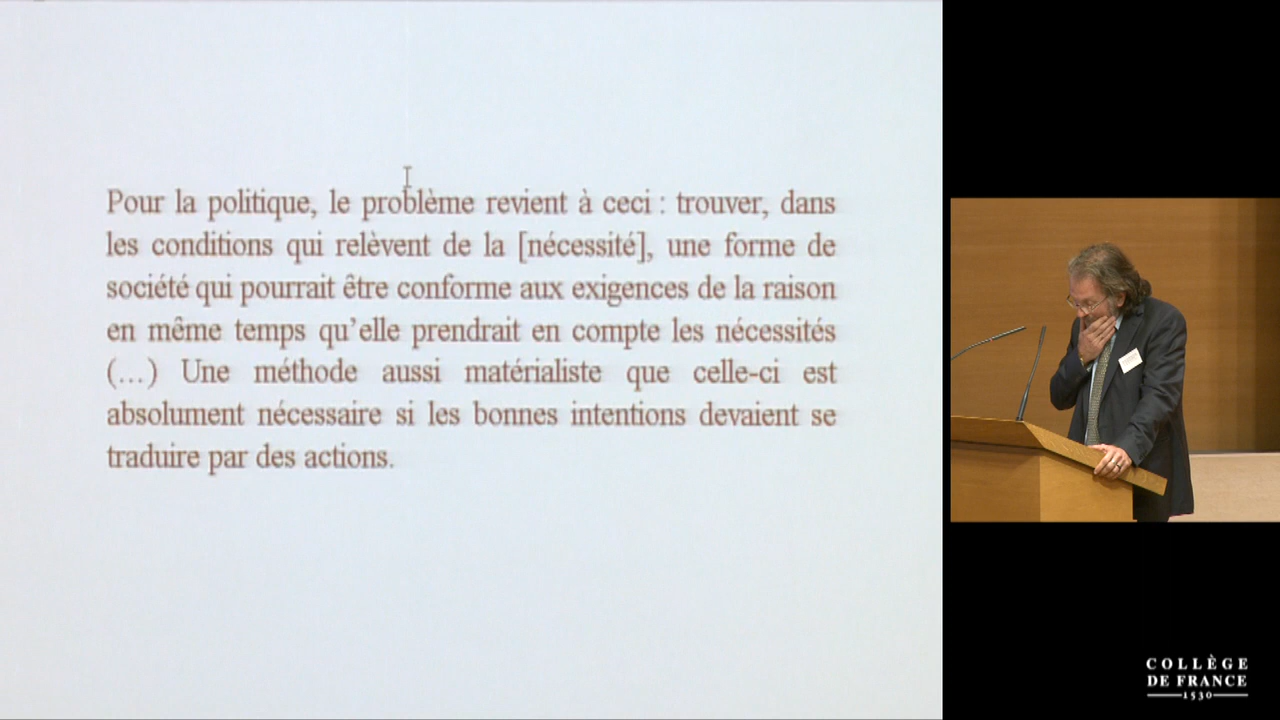 Pour la politique, le problème revient à ceci : trouver, dans
les conditions qui relèvent de la [nécessité], une forme de
société qui pourrait être conforme aux exigences de la raison
en même temps qu’elle prendrait en compte les nécessités
(...) Une méthode aussi matérialiste que celle-ci est
absolument nécessaire si les bonnes intentions devaient se
traduire par des actions.
COLLÈGE
DE FRANCE
1530